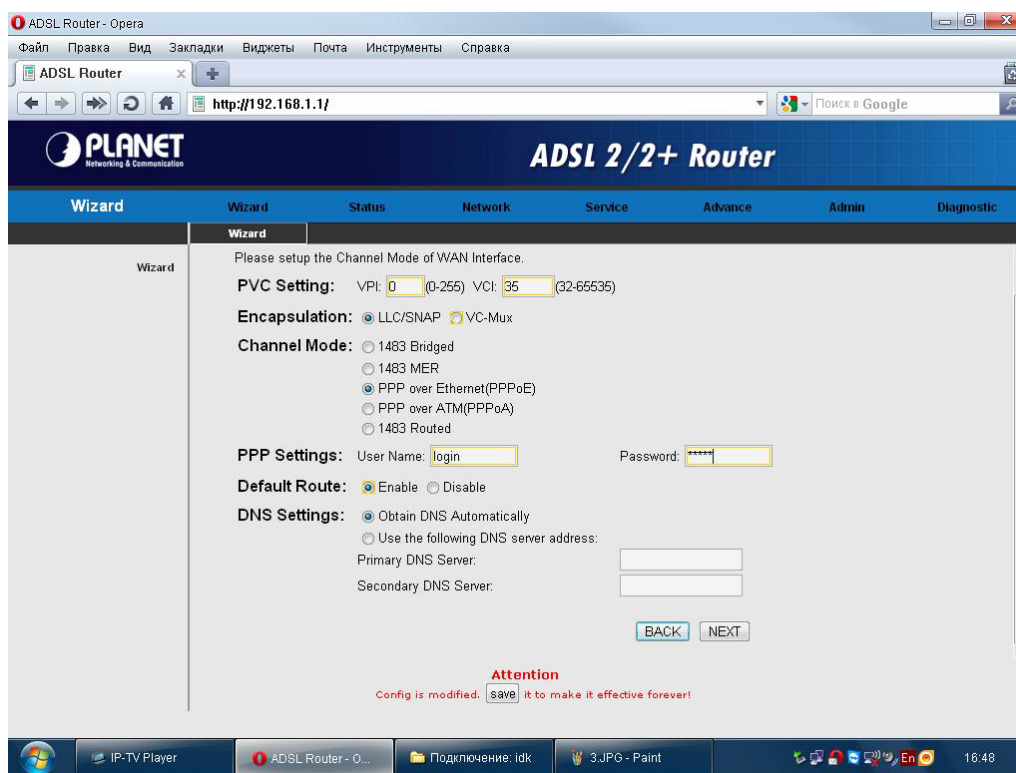 ADSL Router - Opera
Файл Правка Вид Закладки Виджеты Почта Инструменты Справка
ADSL Router
http://192.168.1.1/ Поиск в Google
PLANET
Networking & Communication
ADSL 2/2+ Router
Wizard Wizard Status Network Service Advance Admin Diagnostic
Wizard
Wizard
Please setup the Channel Mode of WAN Interface.
PVC Setting: VPI: 0 (0-255) VCI: 35 (32-65535)
Encapsulation: LLC/SNAP VC-Mux
Channel Mode: 1483 Bridged
1483 MER
PPP over Ethernet(PPPoE)
PPP over ATM(PPPoA)
1483 Routed
PPP Settings: User Name: login Password: *****
Default Route: Enable Disable
DNS Settings: Obtain DNS Automatically
Use the following DNS server address:
Primary DNS Server:
Secondary DNS Server:
BACK NEXT
Attention
Config is modified. save it to make it effective forever!
IP-TV Player ADSL Router - O... Подключение: idk 3.JPG - Paint En 16:48